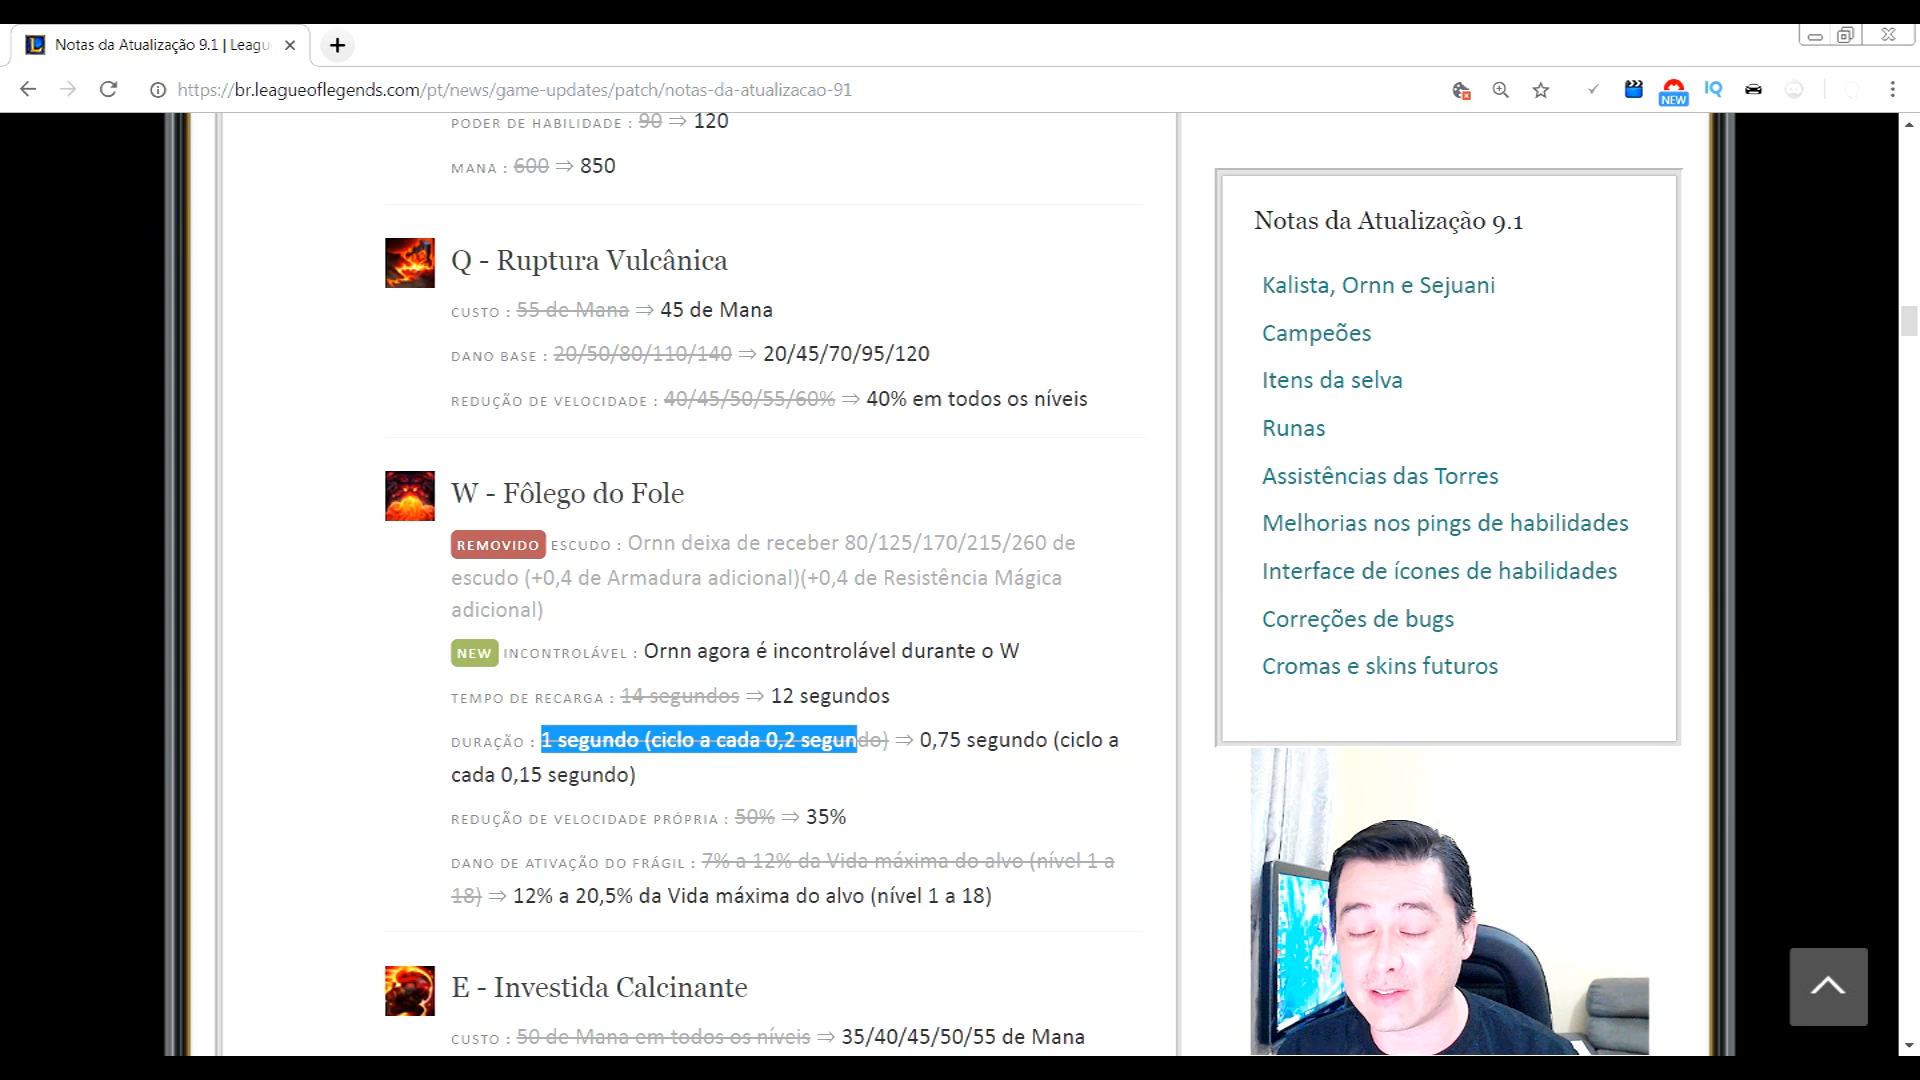 Notas da Atualização 9.1 | Leagu
https://br.leagueoflegends.com/pt/news/game-updates/patch/notas-da-atualizacao-91
NEW
IQ
PODER DE HABILIDADE : 90 ⇒ 120
MANA : 600 ⇒ 850
Q - Ruptura Vulcânica
CUSTO : 55 de Mana ⇒ 45 de Mana
DANO BASE : 20/50/80/110/140 ⇒ 20/45/70/95/120
REDUÇÃO DE VELOCIDADE : 40/45/50/55/60% ⇒ 40% em todos os níveis
W - Fôlego do Fole
REMOVIDO ESCUDO : Ornn deixa de receber 80/125/170/215/260 de
escudo (+0,4 de Armadura adicional)(+0,4 de Resistência Mágica
adicional)
NEW INCONTROLÁVEL : Ornn agora é incontrolável durante o W
TEMPO DE RECARGA : 14 segundos ⇒ 12 segundos
DURAÇÃO : 1 segundo (ciclo a cada 0,2 segundo) ⇒ 0,75 segundo (ciclo a
cada 0,15 segundo)
REDUÇÃO DE VELOCIDADE PRÓPRIA : 50% ⇒ 35%
DANO DE ATIVAÇÃO DO FRÁGIL : 7% a 12% da Vida máxima do alvo (nível 1 a
18) ⇒ 12% a 20,5% da Vida máxima do alvo (nível 1 a 18)
E - Investida Calcinante
CUSTO : 50 de Mana em todos os níveis ⇒ 35/40/45/50/55 de Mana
Notas da Atualização 9.1
Kalista, Ornn e Sejuani
Campeões
Itens da selva
Runas
Assistências das Torres
Melhorias nos pings de habilidades
Interface de ícones de habilidades
Correções de bugs
Cromas e skins futuros